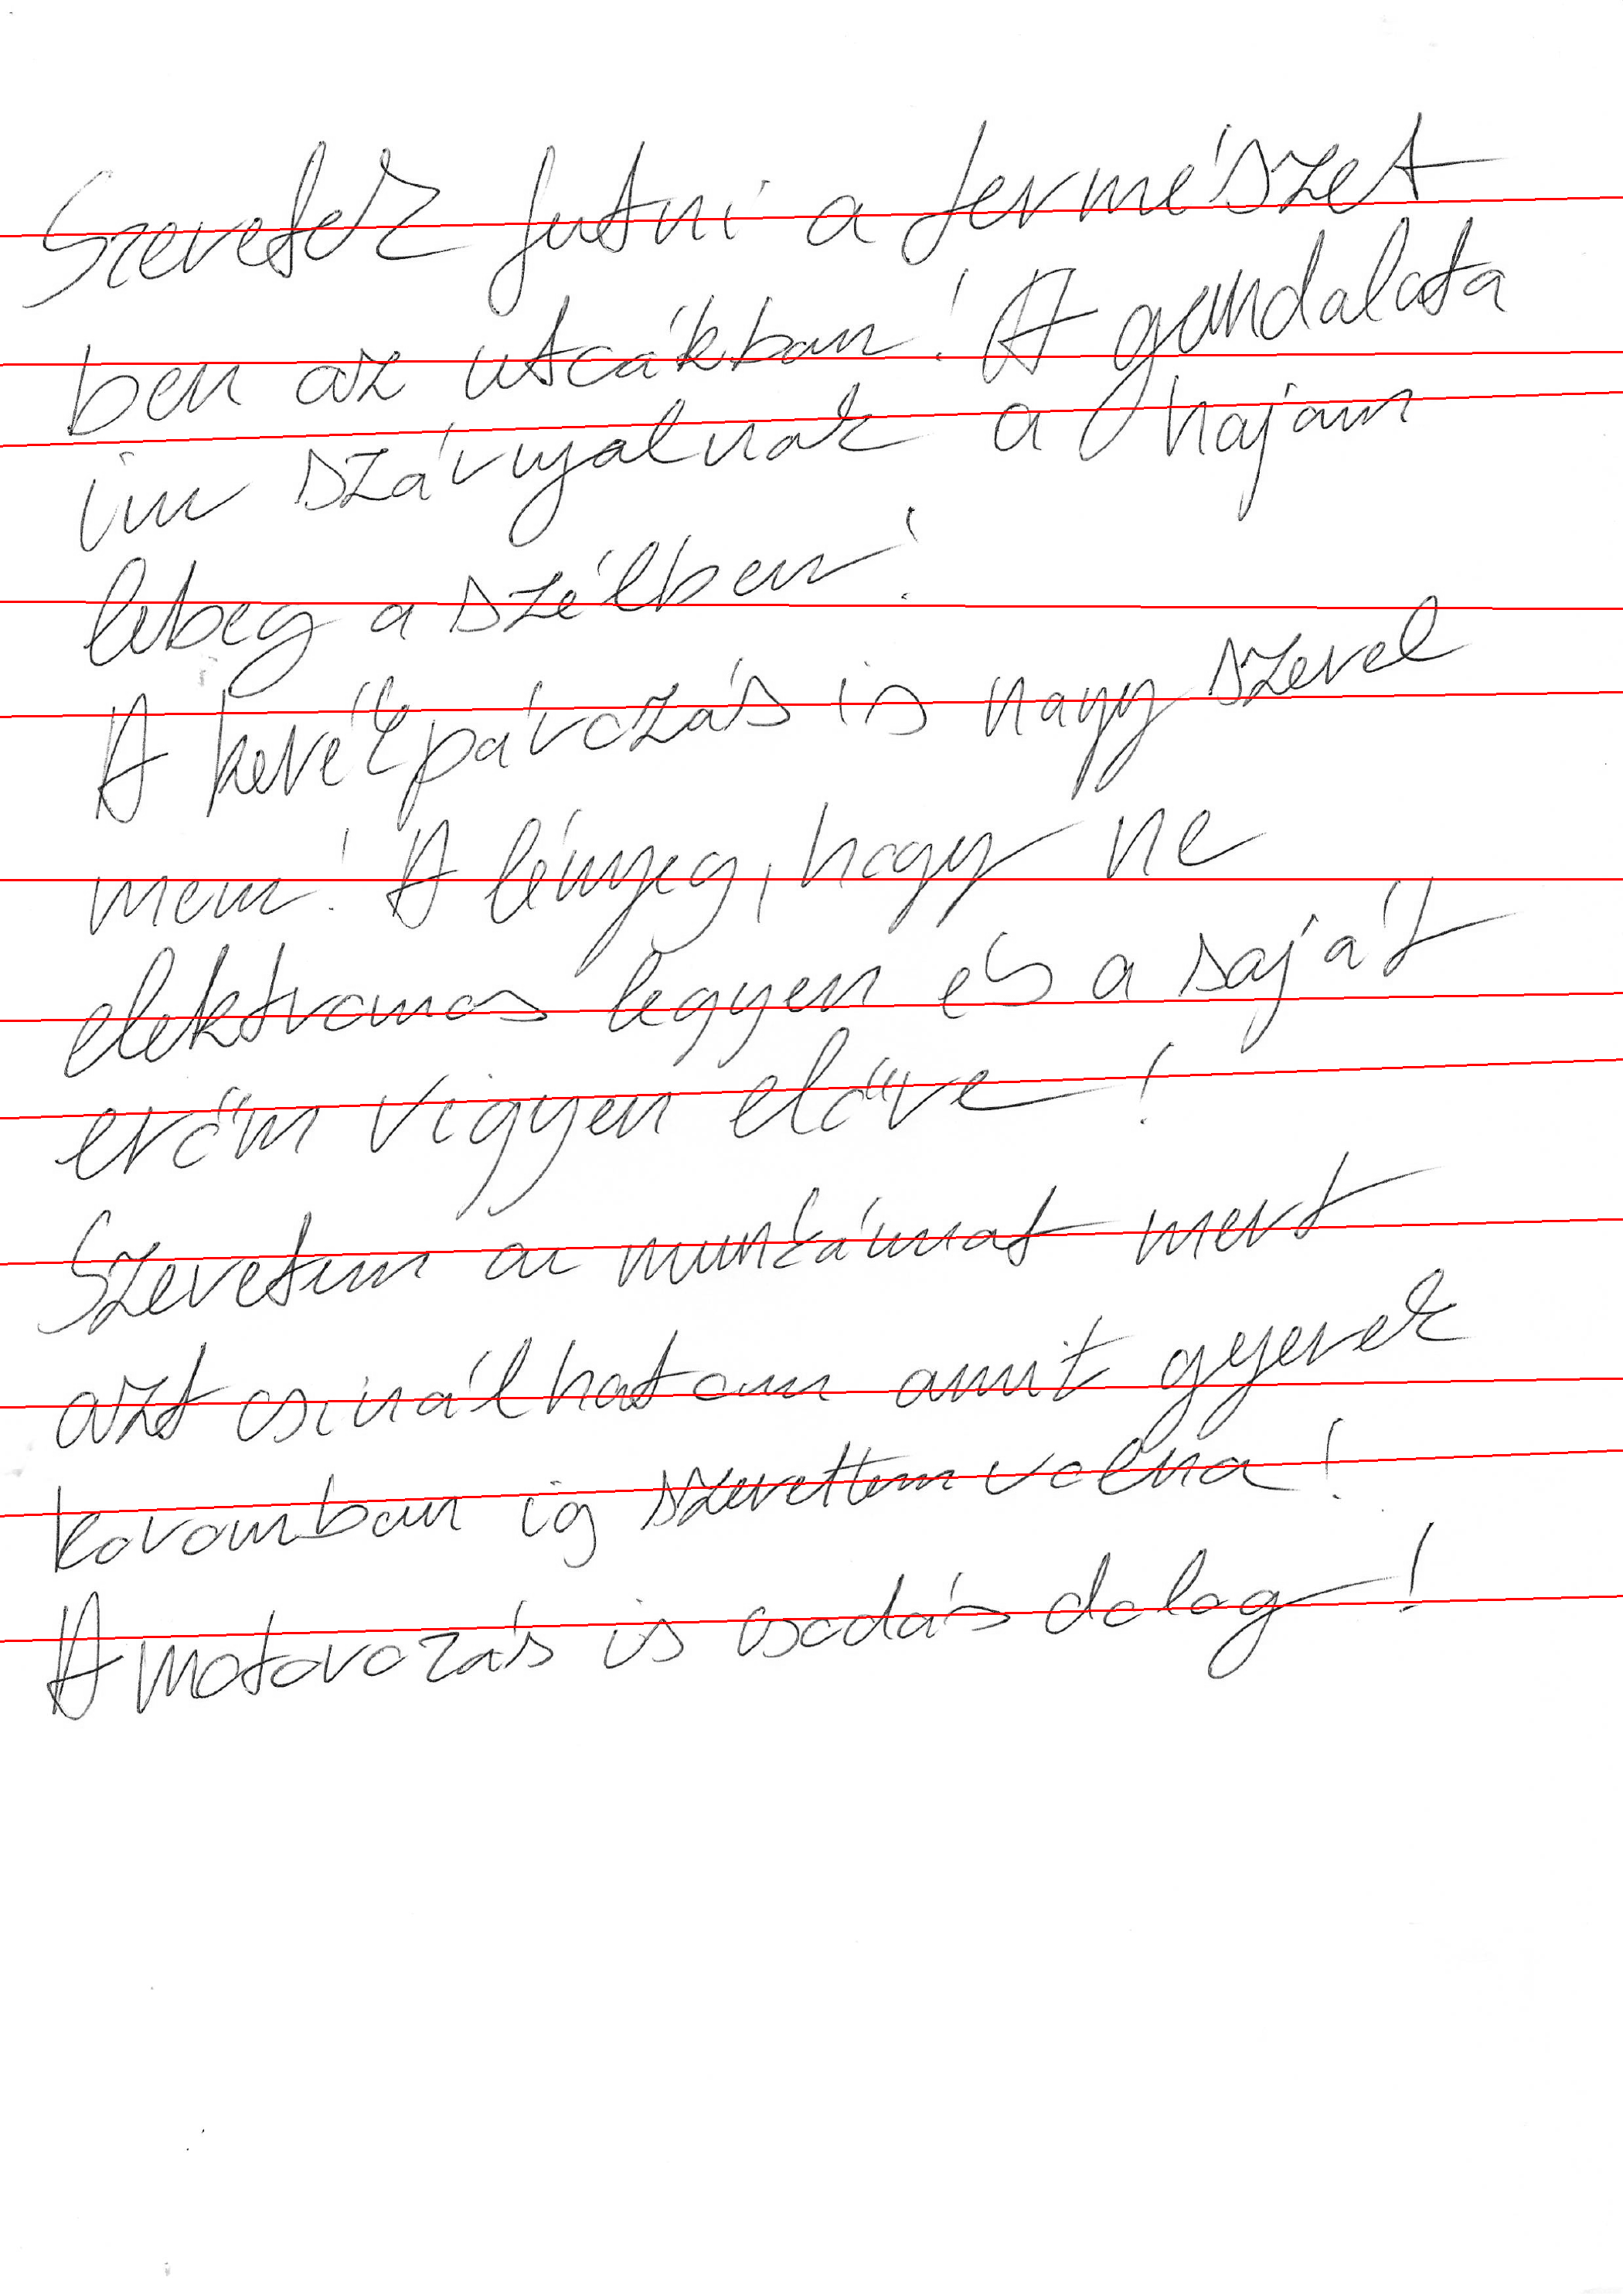 Szeretek futni a természet
ben az utcákban! A gondolata
im szárnyalnak a hajam
lebeg a szélben!
A kerékpározás is nagy szerel
mem! A lényeg, hogy ne
elektromos legyen és a saját
erőm vigyen előre!
Szeretem a munkámat mert
azt csinálhatom amit gyerek
koromban is szerettem volna!
A motorozás is csodás dolog!